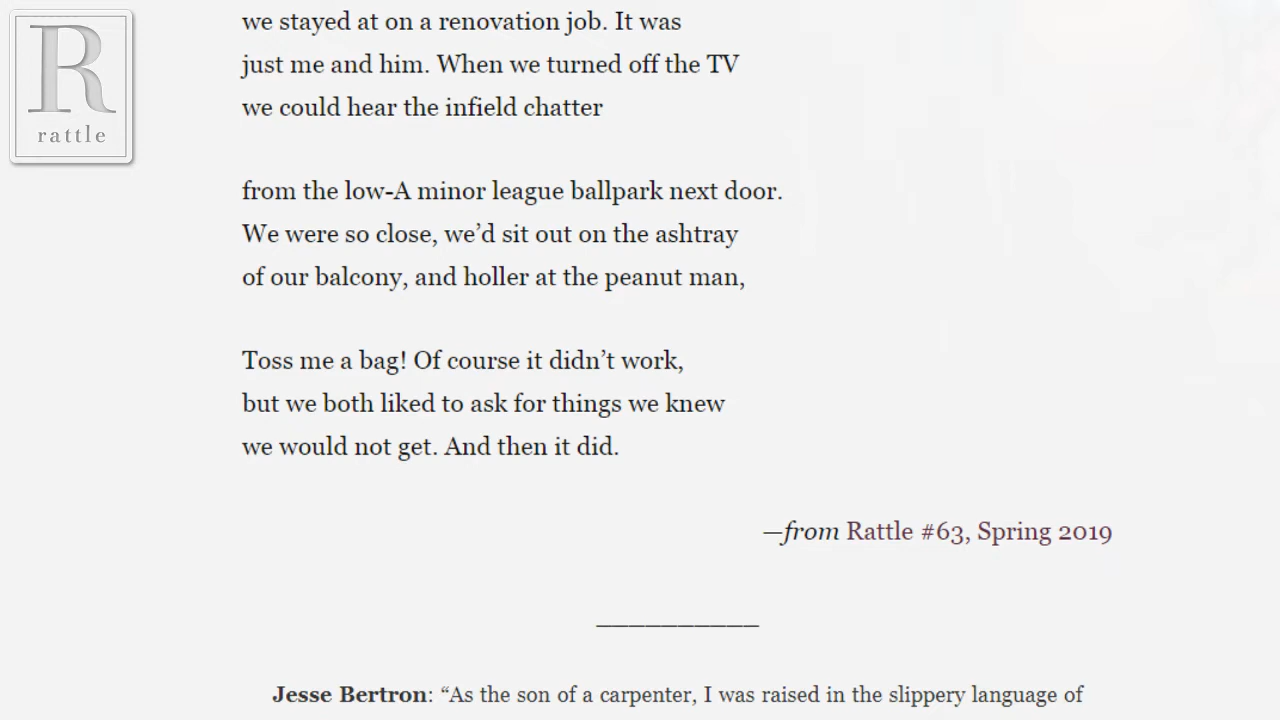 R
rattle
we stayed at on a renovation job. It was
just me and him. When we turned off the TV
we could hear the infield chatter
from the low-A minor league ballpark next door.
We were so close, we’d sit out on the ashtray
of our balcony, and holler at the peanut man,
Toss me a bag! Of course it didn’t work,
but we both liked to ask for things we knew
we would not get. And then it did.
—from Rattle #63, Spring 2019
__________
Jesse Bertron: “As the son of a carpenter, I was raised in the slippery language of